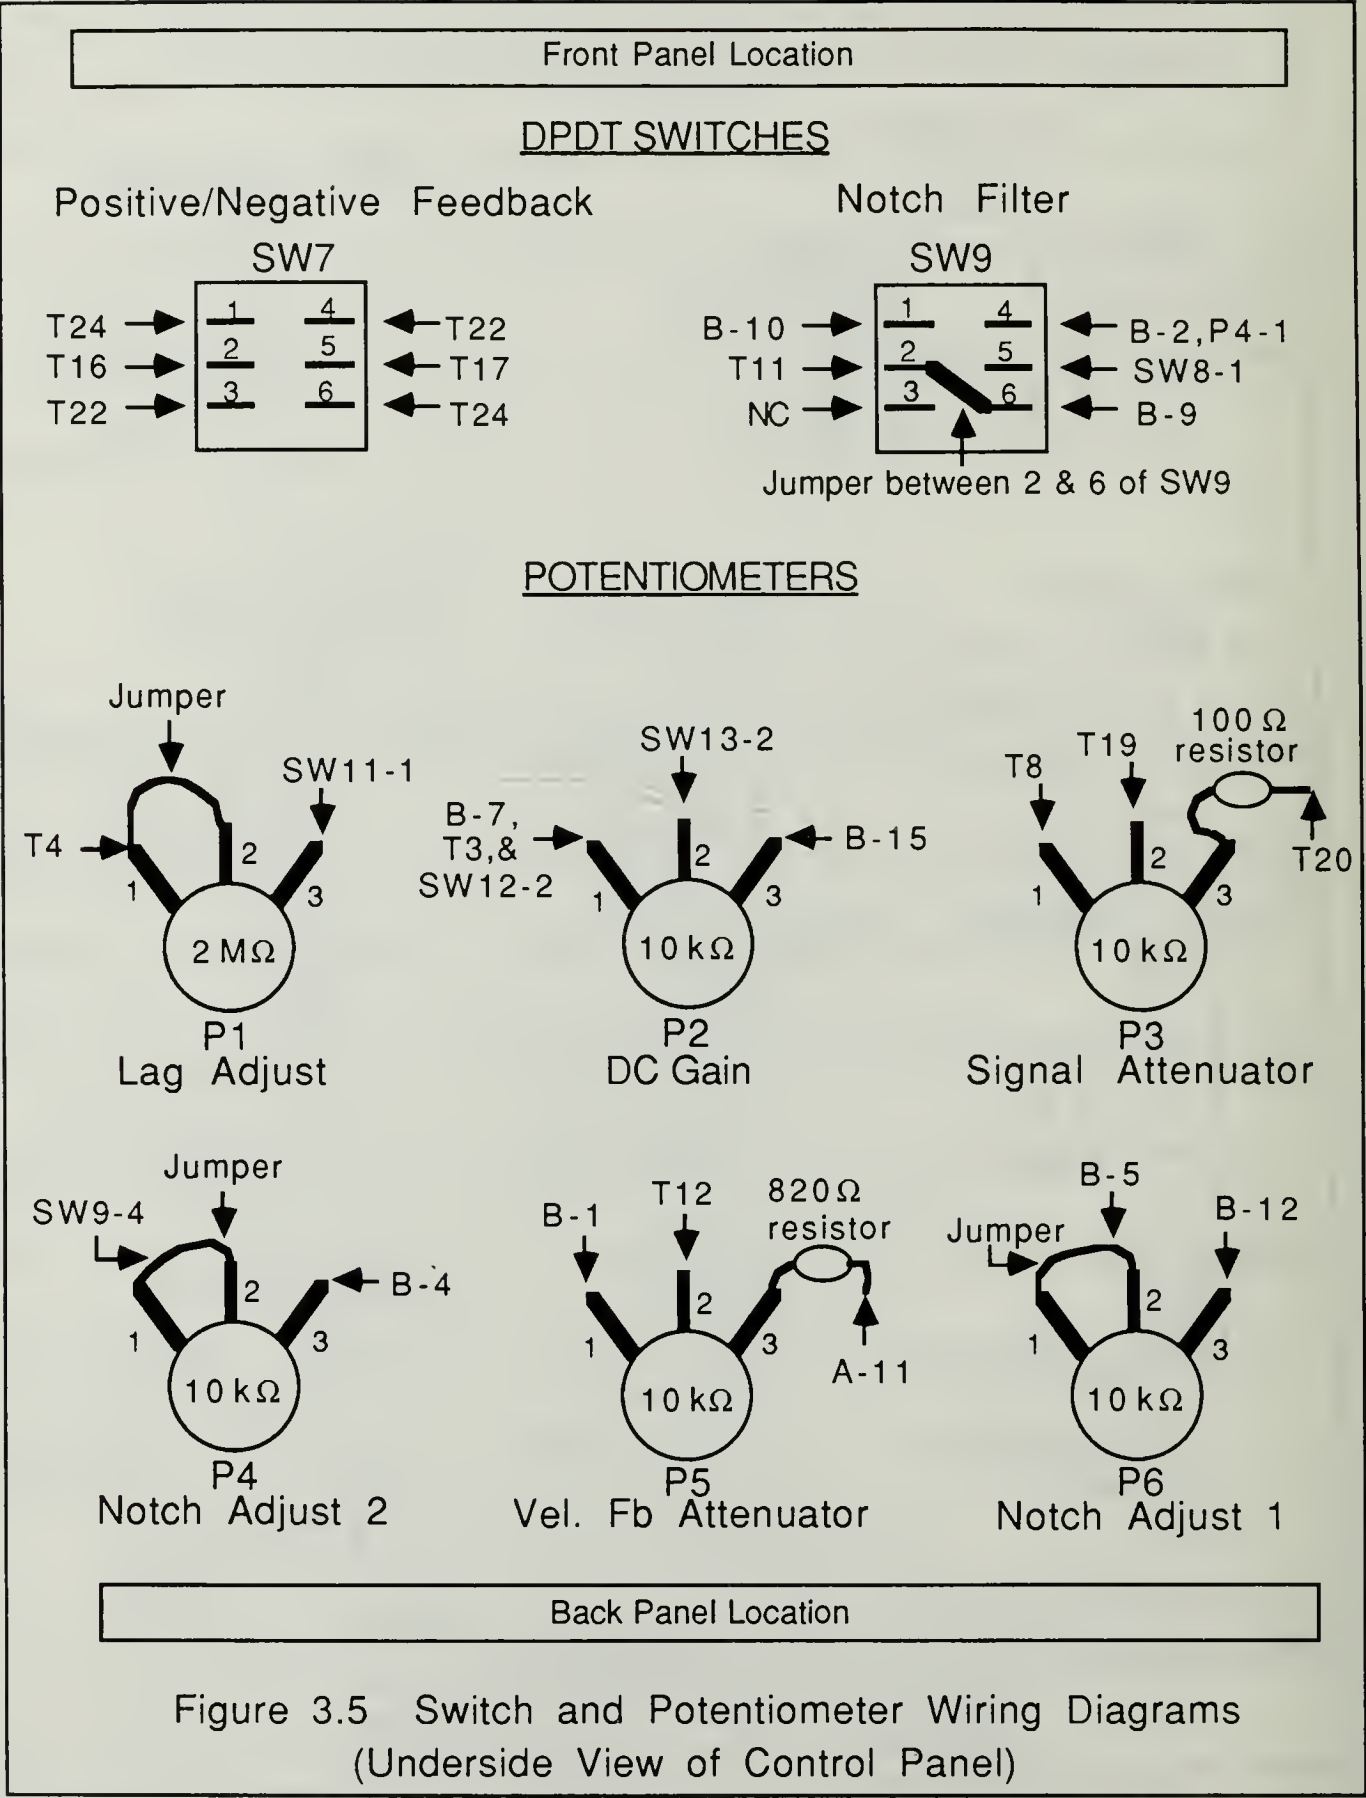 Front Panel Location
DPDT SWITCHES
Positive/Negative Feedback
SW7
T24 1 4 T22
T16 2 5 T17
T22 3 6 T24
Notch Filter
SW9
B-10 1 4 B-2,P4-1
T11 2 5 SW8-1
NC 3 6 B-9
Jumper between 2 & 6 of SW9
POTENTIOMETERS
Jumper
SW11-1
T4
1 2 3
2 MΩ
P1
Lag Adjust
SW13-2
B-7,
T3,&
SW12-2
B-15
1 2 3
10 kΩ
P2
DC Gain
T8
T19
100 Ω
resistor
T20
1 2 3
10 kΩ
P3
Signal Attenuator
Jumper
SW9-4
B-4
1 2 3
10 kΩ
P4
Notch Adjust 2
B-1
T12
820Ω
resistor
A-11
1 2 3
10 kΩ
P5
Vel. Fb Attenuator
B-5
Jumper
B-12
1 2 3
10 kΩ
P6
Notch Adjust 1
Back Panel Location
Figure 3.5 Switch and Potentiometer Wiring Diagrams
(Underside View of Control Panel)